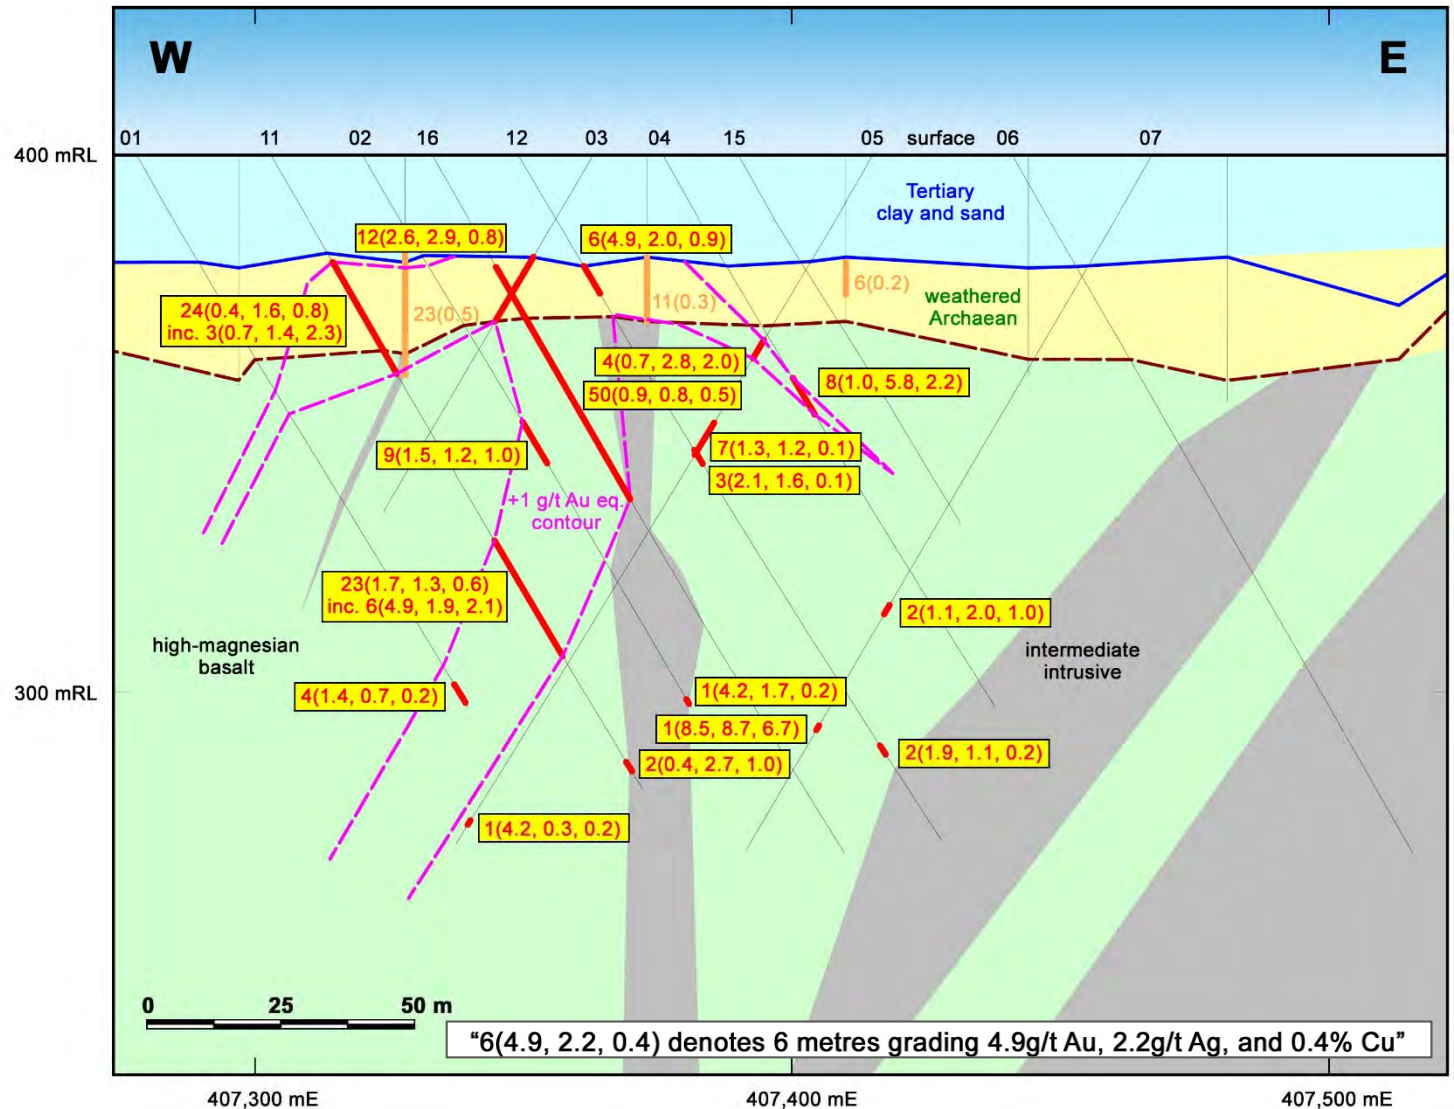 W
E
01
11
02
16
12
03
04
15
05
surface
06
07
400 mRL
Tertiary
clay and sand
12(2.6, 2.9, 0.8)
6(4.9, 2.0, 0.9)
24(0.4, 1.6, 0.8)
inc. 3(0.7, 1.4, 2.3)
23(0.5)
11(0.3)
6(0.2)
weathered
Archaean
4(0.7, 2.8, 2.0)
50(0.9, 0.8, 0.5)
8(1.0, 5.8, 2.2)
9(1.5, 1.2, 1.0)
7(1.3, 1.2, 0.1)
3(2.1, 1.6, 0.1)
+1 g/t Au eq.
contour
23(1.7, 1.3, 0.6)
inc. 6(4.9, 1.9, 2.1)
2(1.1, 2.0, 1.0)
high-magnesian
basalt
intermediate
intrusive
300 mRL
4(1.4, 0.7, 0.2)
1(4.2, 1.7, 0.2)
1(8.5, 8.7, 6.7)
2(0.4, 2.7, 1.0)
2(1.9, 1.1, 0.2)
1(4.2, 0.3, 0.2)
0
25
50 m
“6(4.9, 2.2, 0.4) denotes 6 metres grading 4.9g/t Au, 2.2g/t Ag, and 0.4% Cu”
407,300 mE
407,400 mE
407,500 mE